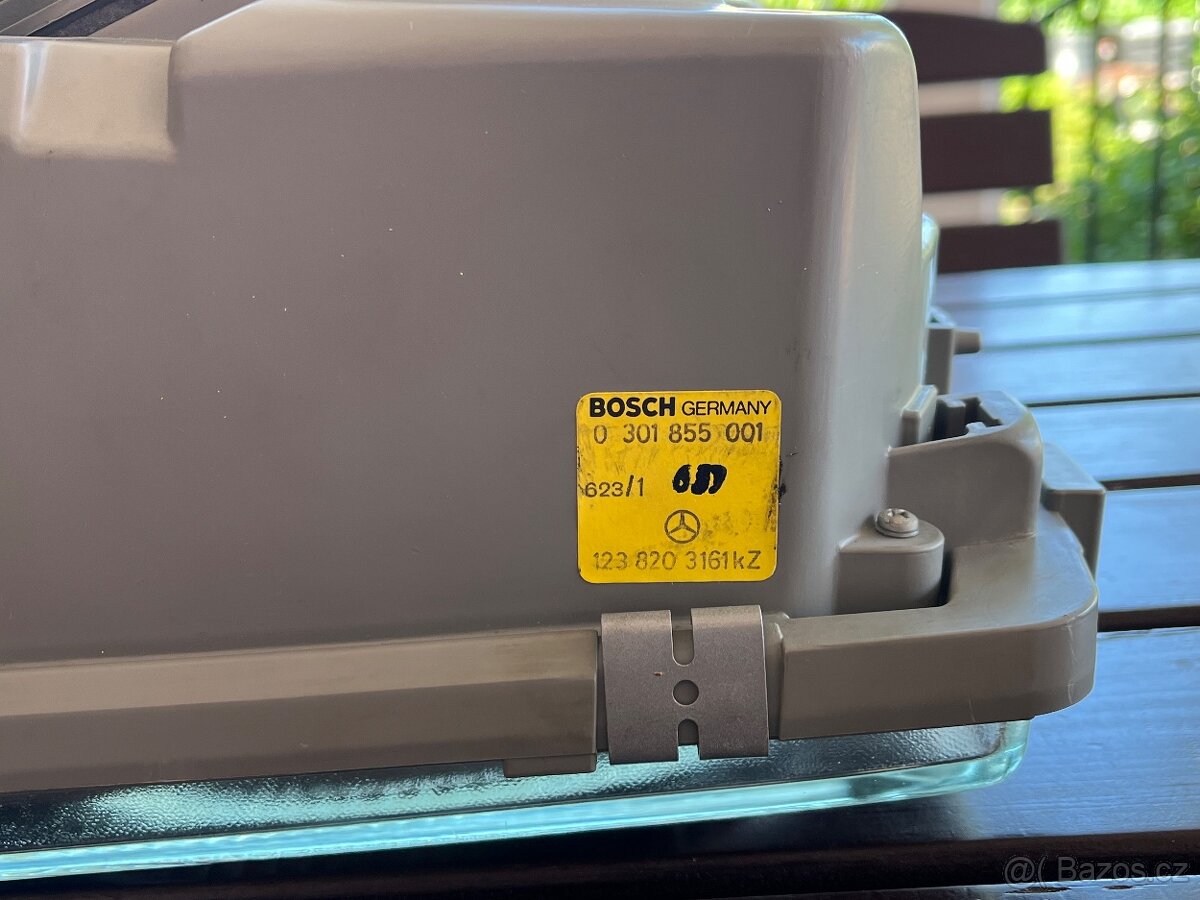 BOSCH GERMANY
0 301 855 001
623/1
123 820 3161kZ
@( Bazos.cz